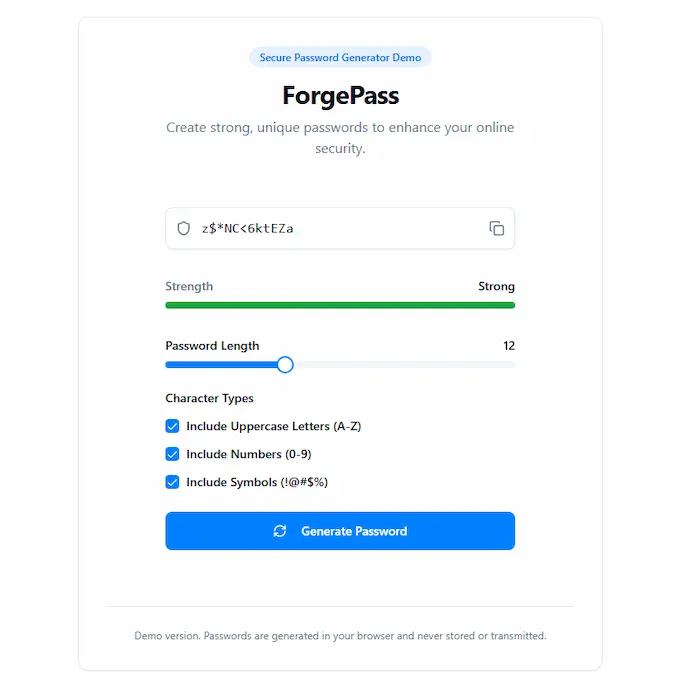 Secure Password Generator Demo
ForgePass
Create strong, unique passwords to enhance your online
security.
z$*NC<6ktEZa
Strength Strong
Password Length 12
Character Types
Include Uppercase Letters (A-Z)
Include Numbers (0-9)
Include Symbols (!@#$%)
Generate Password
Demo version. Passwords are generated in your browser and never stored or transmitted.